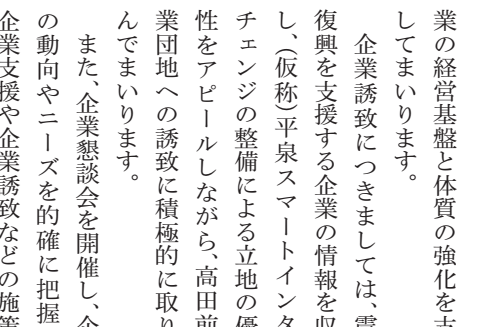 業の経営基盤と体質の強化を
してまいります。
　企業誘致につきましては、震
復興を支援する企業の情報を収
し、（仮称）平泉スマートインタ
チェンジの整備による立地の優
性をアピールしながら、高田前
業団地への誘致に積極的に取り
んでまいります。
　また、企業懇談会を開催し、企
の動向やニーズを的確に把握
企業支援や企業誘致などの施策